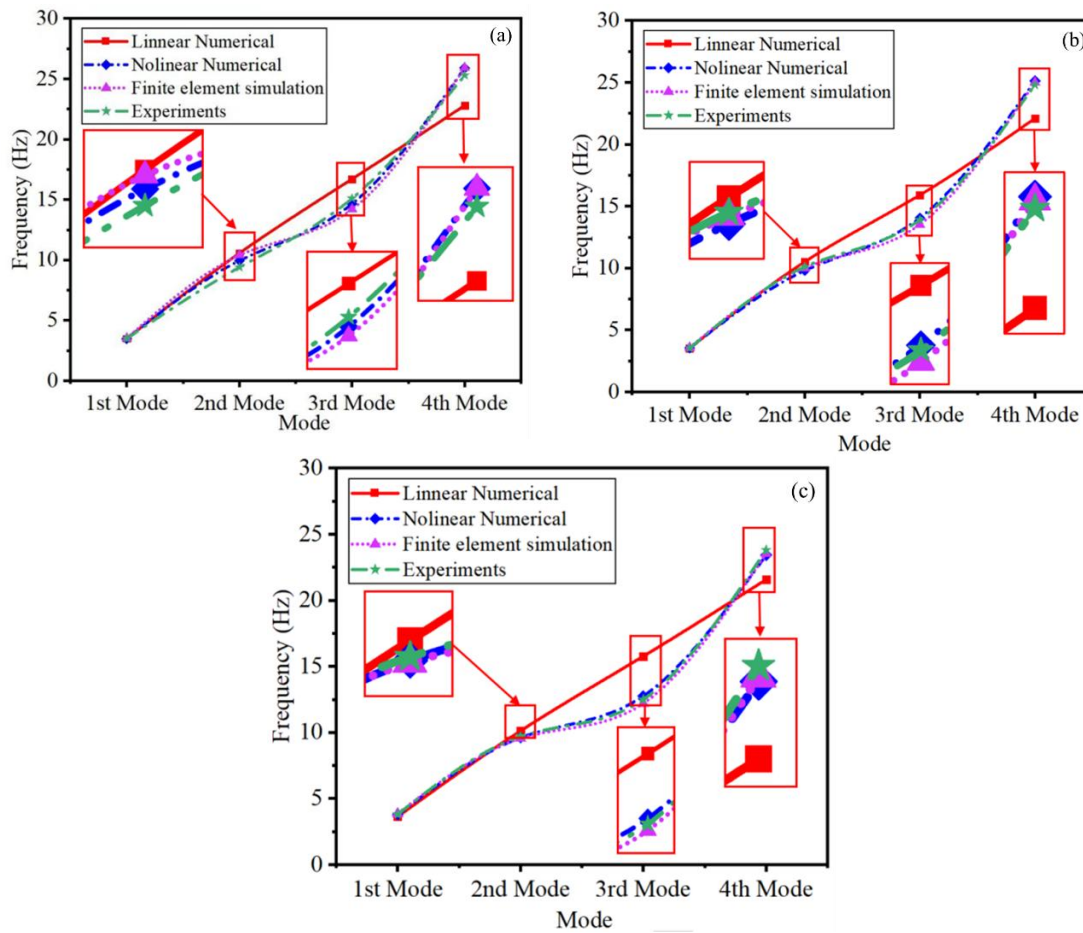 (a)
Linnear Numerical
Nolinear Numerical
Finite element simulation
Experiments
30
25
20
15
10
5
0
Frequency (Hz)
1st Mode 2nd Mode 3rd Mode 4th Mode
Mode
(b)
Linnear Numerical
Nolinear Numerical
Finite element simulation
Experiments
30
25
20
15
10
5
0
Frequency (Hz)
1st Mode 2nd Mode 3rd Mode 4th Mode
Mode
(c)
Linnear Numerical
Nolinear Numerical
Finite element simulation
Experiments
30
25
20
15
10
5
0
Frequency (Hz)
1st Mode 2nd Mode 3rd Mode 4th Mode
Mode